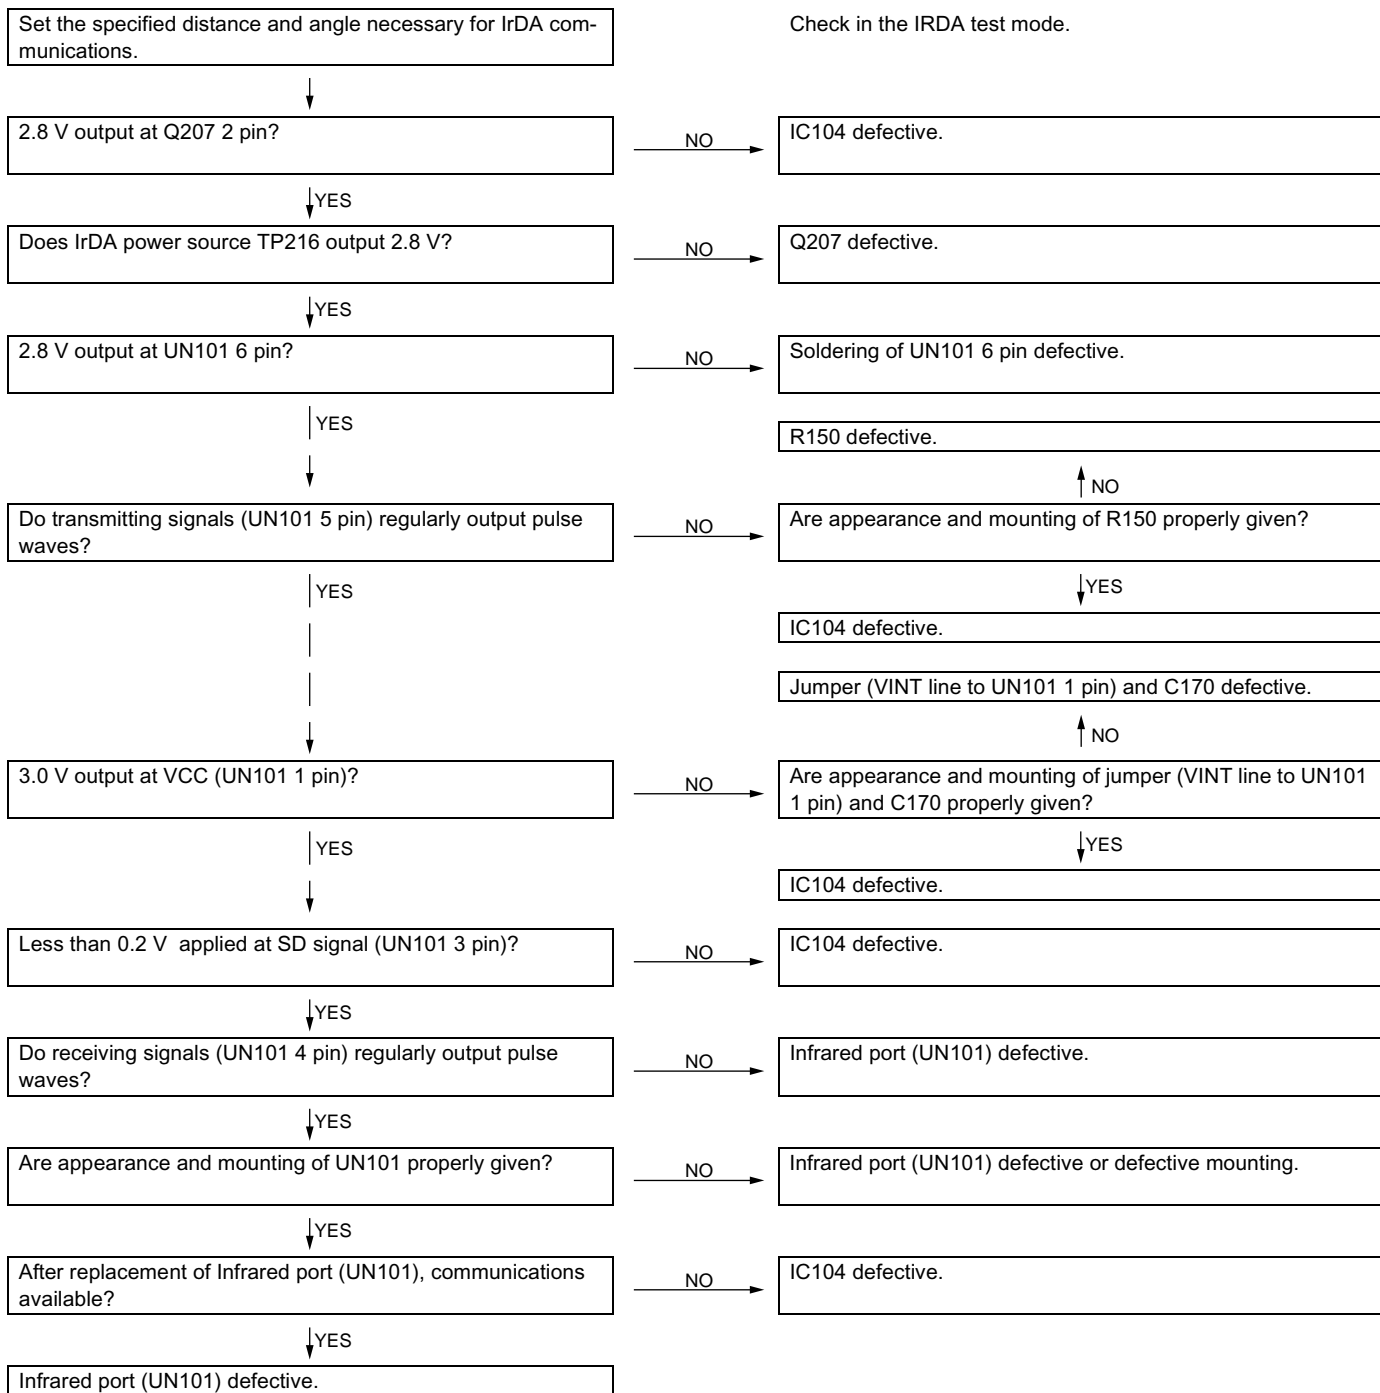 Set the specified distance and angle necessary for IrDA com-
munications.
Check in the IRDA test mode.
2.8 V output at Q207 2 pin?
NO
IC104 defective.
YES
Does IrDA power source TP216 output 2.8 V?
NO
Q207 defective.
YES
2.8 V output at UN101 6 pin?
NO
Soldering of UN101 6 pin defective.
YES
R150 defective.
NO
Do transmitting signals (UN101 5 pin) regularly output pulse
waves?
NO
Are appearance and mounting of R150 properly given?
YES
YES
IC104 defective.
Jumper (VINT line to UN101 1 pin) and C170 defective.
NO
3.0 V output at VCC (UN101 1 pin)?
NO
Are appearance and mounting of jumper (VINT line to UN101
1 pin) and C170 properly given?
YES
YES
IC104 defective.
Less than 0.2 V  applied at SD signal (UN101 3 pin)?
NO
IC104 defective.
YES
Do receiving signals (UN101 4 pin) regularly output pulse
waves?
NO
Infrared port (UN101) defective.
YES
Are appearance and mounting of UN101 properly given?
NO
Infrared port (UN101) defective or defective mounting.
YES
After replacement of Infrared port (UN101), communications
available?
NO
IC104 defective.
YES
Infrared port (UN101) defective.